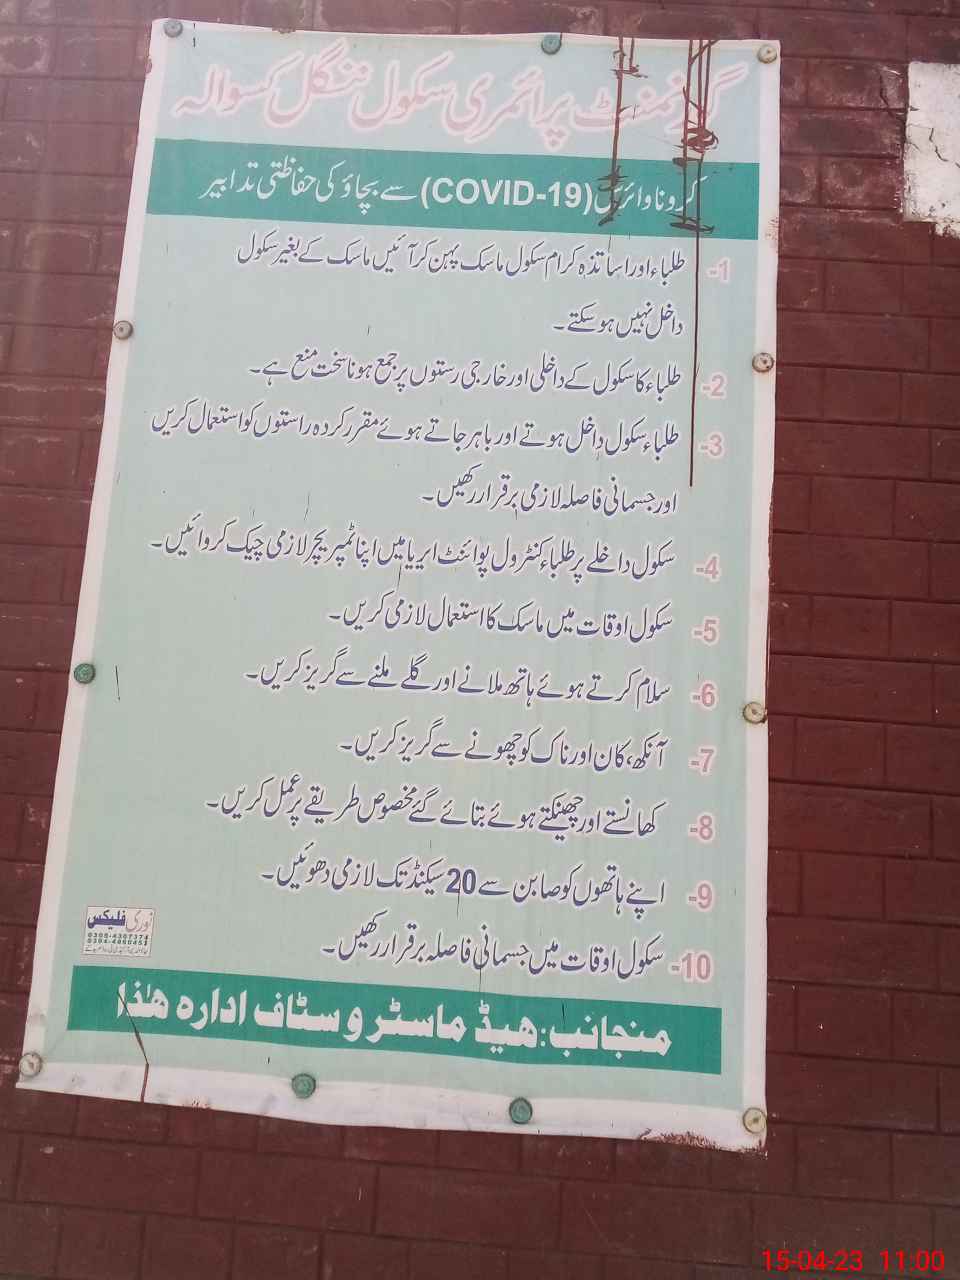 گورنمنٹ پرائمری سکول ننگل کسوالہ
کرونا وائرس (COVID-19) سے بچاؤ کی حفاظتی تدابیر
1- طلباء اور اساتذہ کرام سکول ماسک پہن کر آئیں ماسک کے بغیر سکول
داخل نہیں ہو سکتے۔
2- طلباء کا سکول کے داخلی اور خارجی رستوں پر جمع ہونا سخت منع ہے۔
3- طلباء سکول داخل ہوتے اور باہر جاتے ہوئے مقرر کردہ راستوں کو استعمال کریں
اور جسمانی فاصلہ لازمی برقرار رکھیں۔
4- سکول داخلے پر طلباء کنٹرول پوائنٹ ایریا میں اپنا ٹمپریچر لازمی چیک کروائیں۔
5- سکول اوقات میں ماسک کا استعمال لازمی کریں۔
6- سلام کرتے ہوئے ہاتھ ملانے اور گلے ملنے سے گریز کریں۔
7- آنکھ، کان اور ناک کو چھونے سے گریز کریں۔
8- کھانستے اور چھینکتے ہوئے بتائے گئے مخصوص طریقے پر عمل کریں۔
9- اپنے ہاتھوں کو صابن سے 20 سیکنڈ تک لازمی دھوئیں۔
10- سکول اوقات میں جسمانی فاصلہ برقرار رکھیں۔
نوری فلیکس
منجانب: ھیڈ ماسٹر و سٹاف ادارہ ھٰذا
15-04-23 11:00